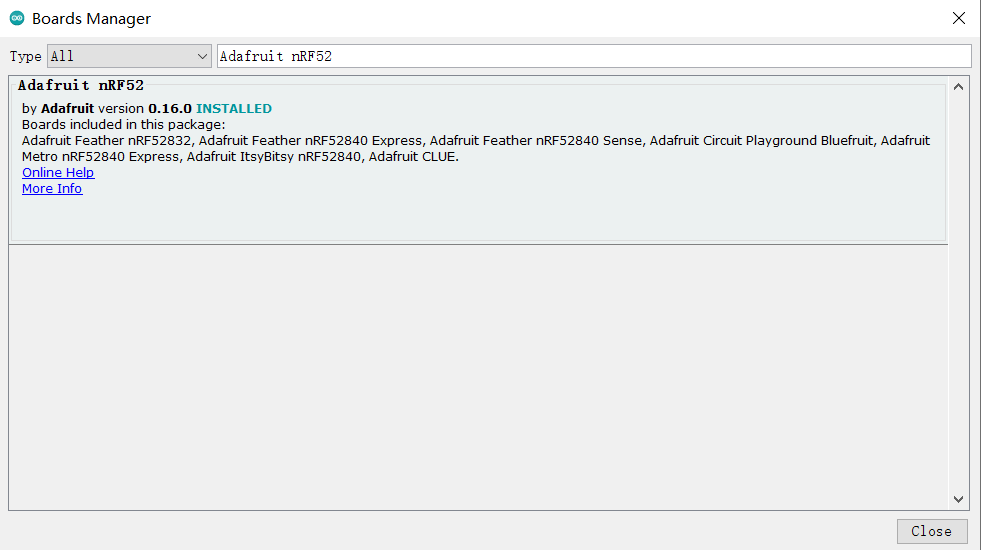 Boards Manager
Type All Adafruit nRF52
Adafruit nRF52
by Adafruit version 0.16.0 INSTALLED
Boards included in this package:
Adafruit Feather nRF52832, Adafruit Feather nRF52840 Express, Adafruit Feather nRF52840 Sense, Adafruit Circuit Playground Bluefruit, Adafruit
Metro nRF52840 Express, Adafruit ItsyBitsy nRF52840, Adafruit CLUE.
Online Help
More Info
Close